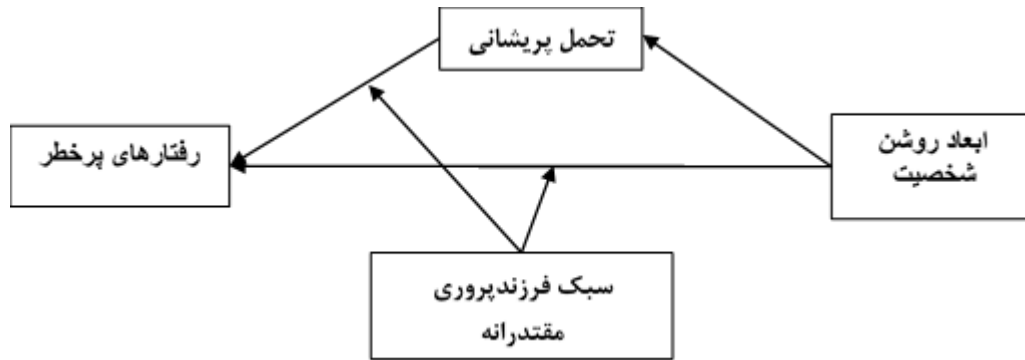 تحمل پریشانی
ابعاد روشن
شخصیت
رفتارهای پرخطر
سبک فرزندپروری
مقتدرانه